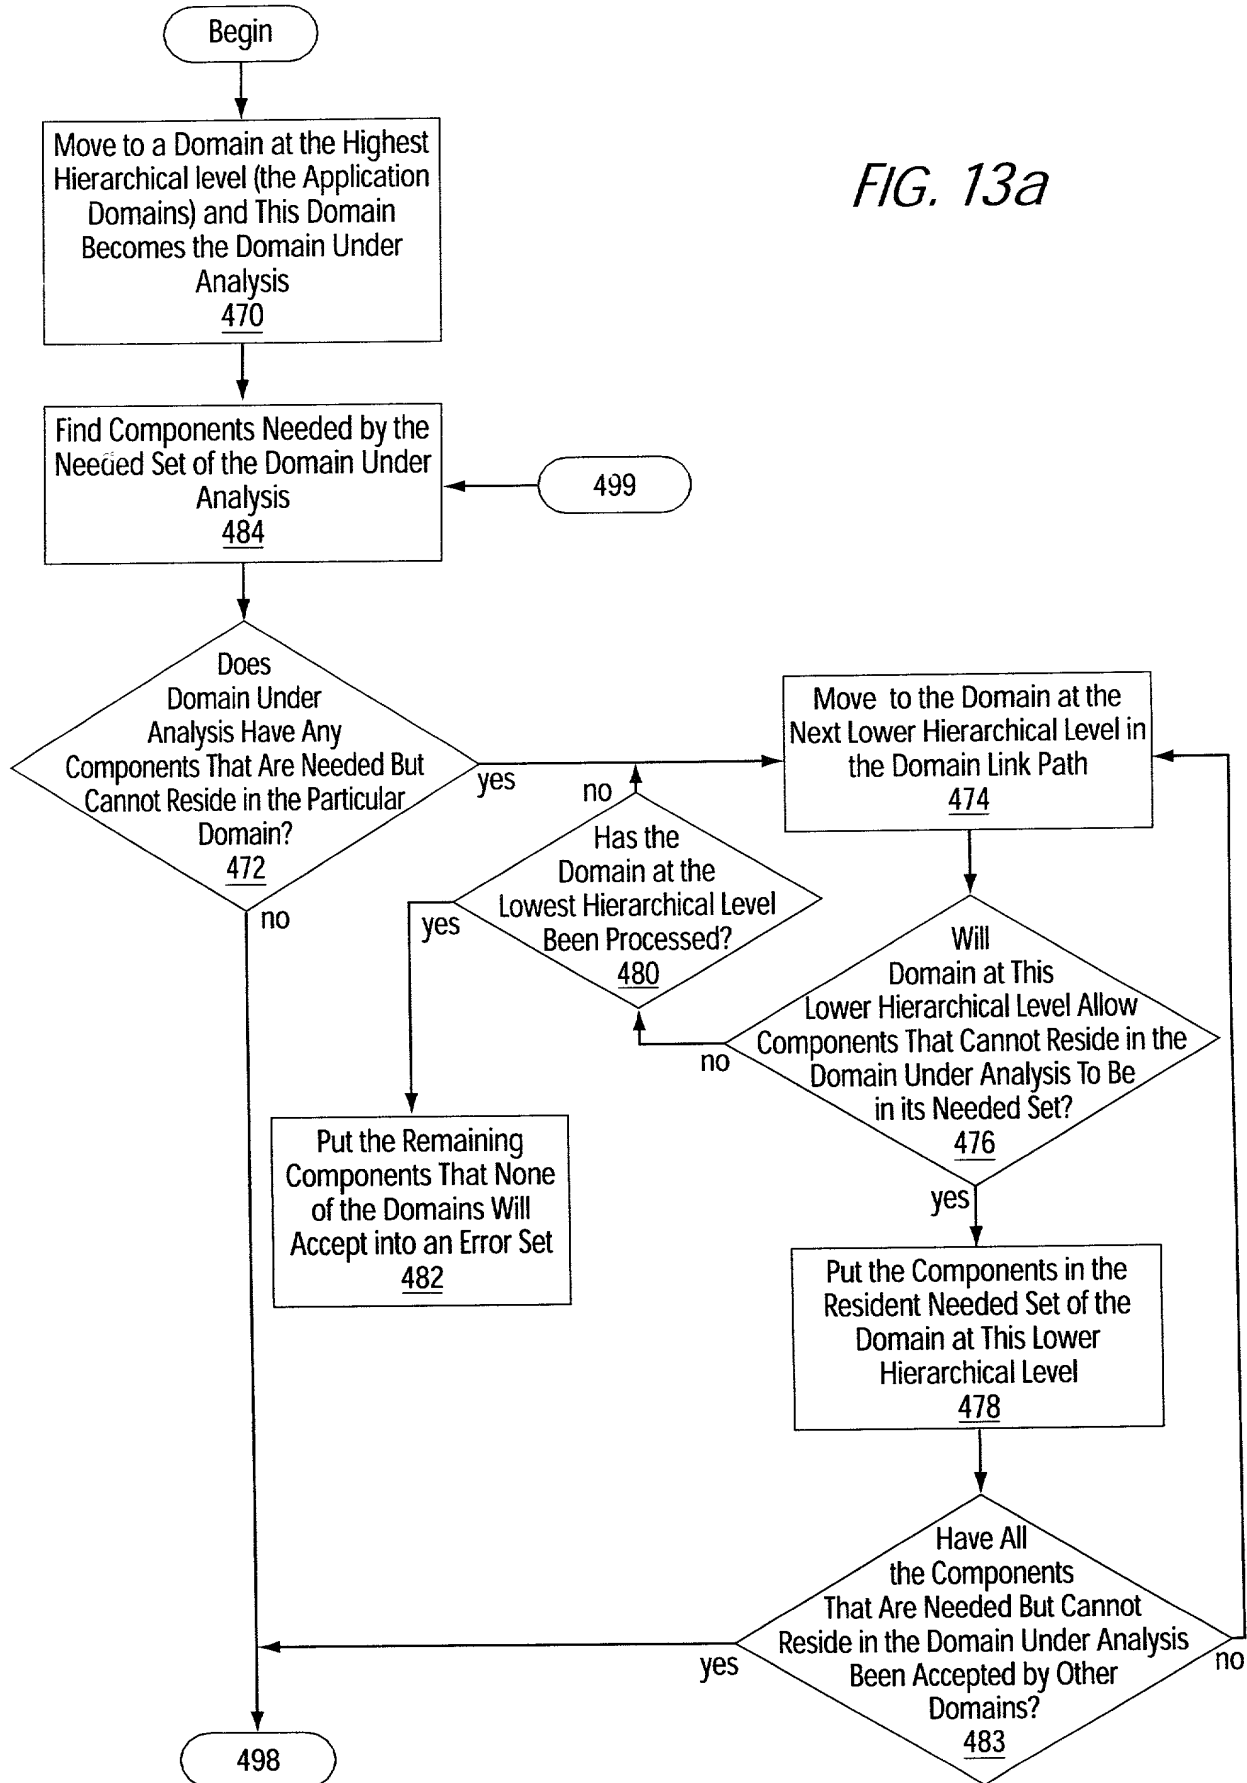 Begin
FIG. 13a
Move to a Domain at the Highest
Hierarchical level (the Application
Domains) and This Domain
Becomes the Domain Under
Analysis
470
Find Components Needed by the
Needed Set of the Domain Under
Analysis
484
499
Does
Domain Under
Analysis Have Any
Components That Are Needed But
Cannot Reside in the Particular
Domain?
472
yes
no
Move to the Domain at the
Next Lower Hierarchical Level in
the Domain Link Path
474
no
Has the
Domain at the
Lowest Hierarchical Level
Been Processed?
480
yes
Will
Domain at This
Lower Hierarchical Level Allow
Components That Cannot Reside in the
Domain Under Analysis To Be
in its Needed Set?
476
no
yes
Put the Remaining
Components That None
of the Domains Will
Accept into an Error Set
482
Put the Components in the
Resident Needed Set of the
Domain at This Lower
Hierarchical Level
478
Have All
the Components
That Are Needed But Cannot
Reside in the Domain Under Analysis
Been Accepted by Other
Domains?
483
yes
no
498